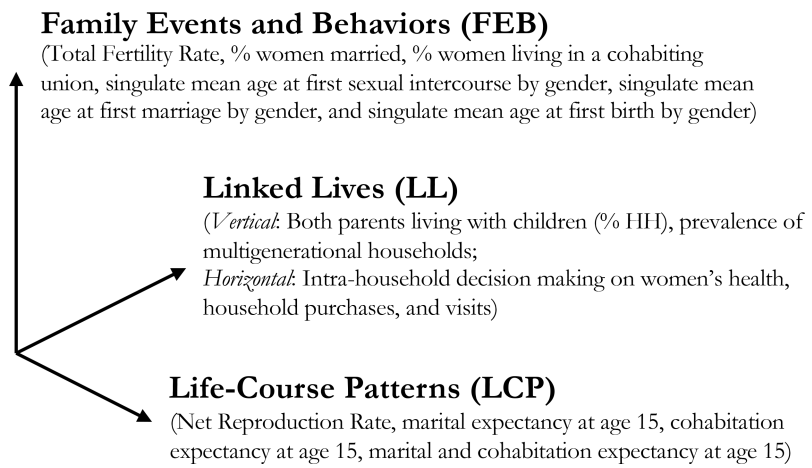 Family Events and Behaviors (FEB)
(Total Fertility Rate, % women married, % women living in a cohabiting
union, singulate mean age at first sexual intercourse by gender, singulate mean
age at first marriage by gender, and singulate mean age at first birth by gender)
Linked Lives (LL)
(Vertical: Both parents living with children (% HH), prevalence of
multigenerational households;
Horizontal: Intra-household decision making on women’s health,
household purchases, and visits)
Life-Course Patterns (LCP)
(Net Reproduction Rate, marital expectancy at age 15, cohabitation
expectancy at age 15, marital and cohabitation expectancy at age 15)